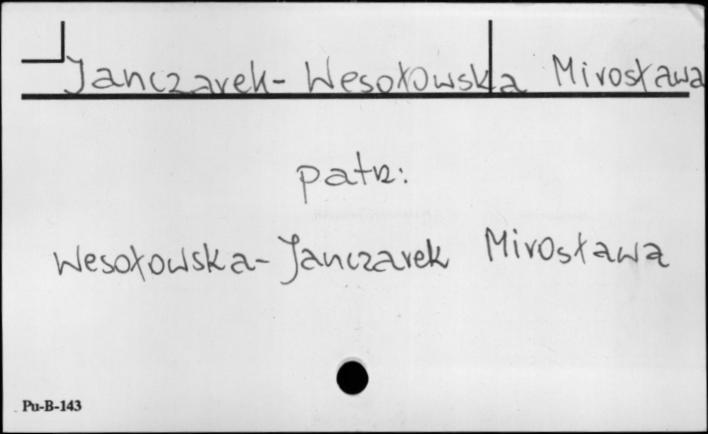 Janczarek-Wesołowska Mirosława
patrz:
Wesołowska-Janczarek Mirosława
Pu-B-143